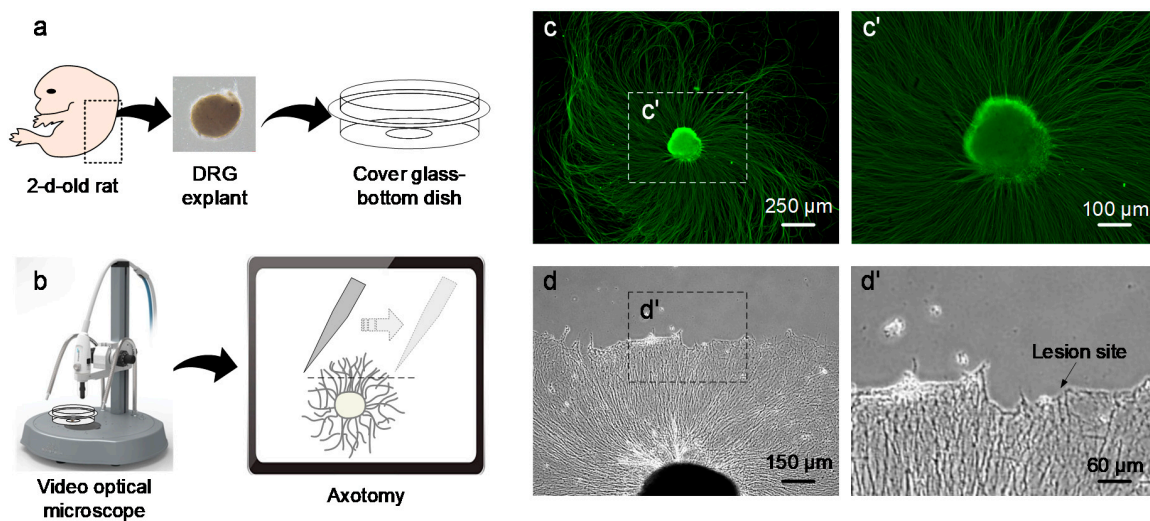 a
2-d-old rat
DRG
explant
Cover glass-
bottom dish
b
Video optical
microscope
Axotomy
c
c'
250 µm
c'
100 µm
d
d'
150 µm
d'
Lesion site
60 µm